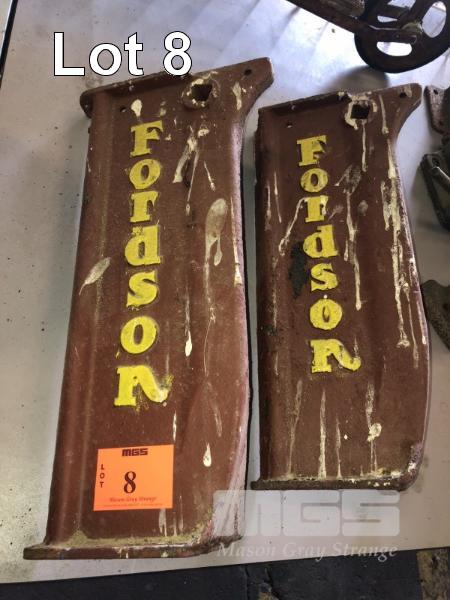 Lot 8
Fordson
Fordson
MGS
LOT
8
Mason Gray Strange
MGS
Mason Gray Strange